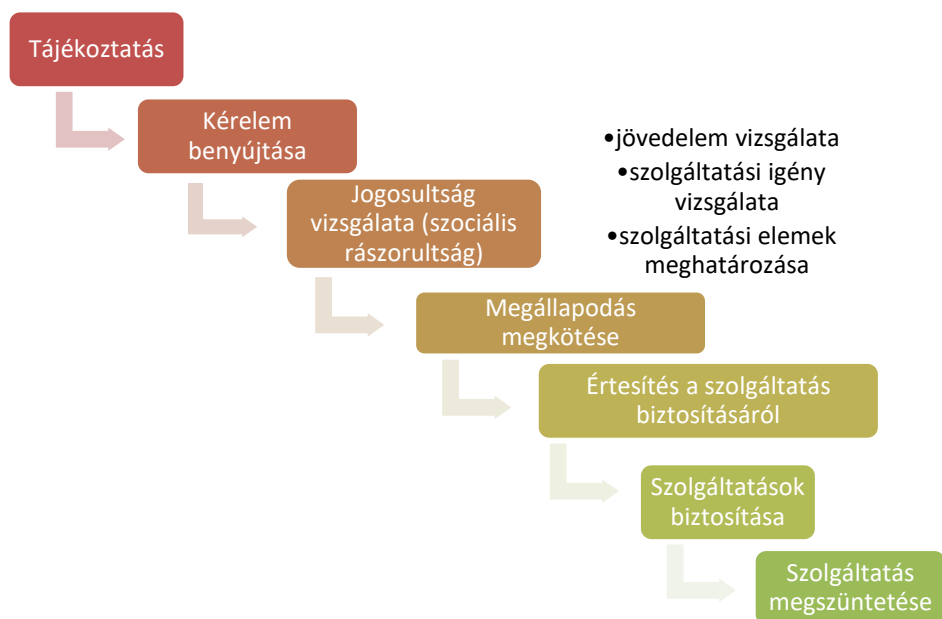 Tájékoztatás
Kérelem
benyújtása
Jogosultság
vizsgálata (szociális
rászorultság)
•jövedelem vizsgálata
•szolgáltatási igény
vizsgálata
•szolgáltatási elemek
meghatározása
Megállapodás
megkötése
Értesítés a szolgáltatás
biztosításáról
Szolgáltatások
biztosítása
Szolgáltatás
megszüntetése